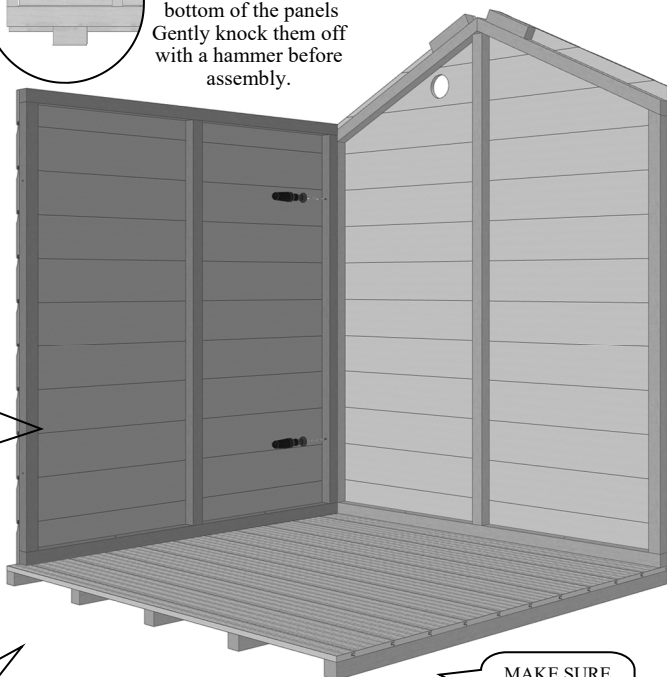 bottom of the panels
Gently knock them off
with a hammer before
assembly.
MAKE SURE